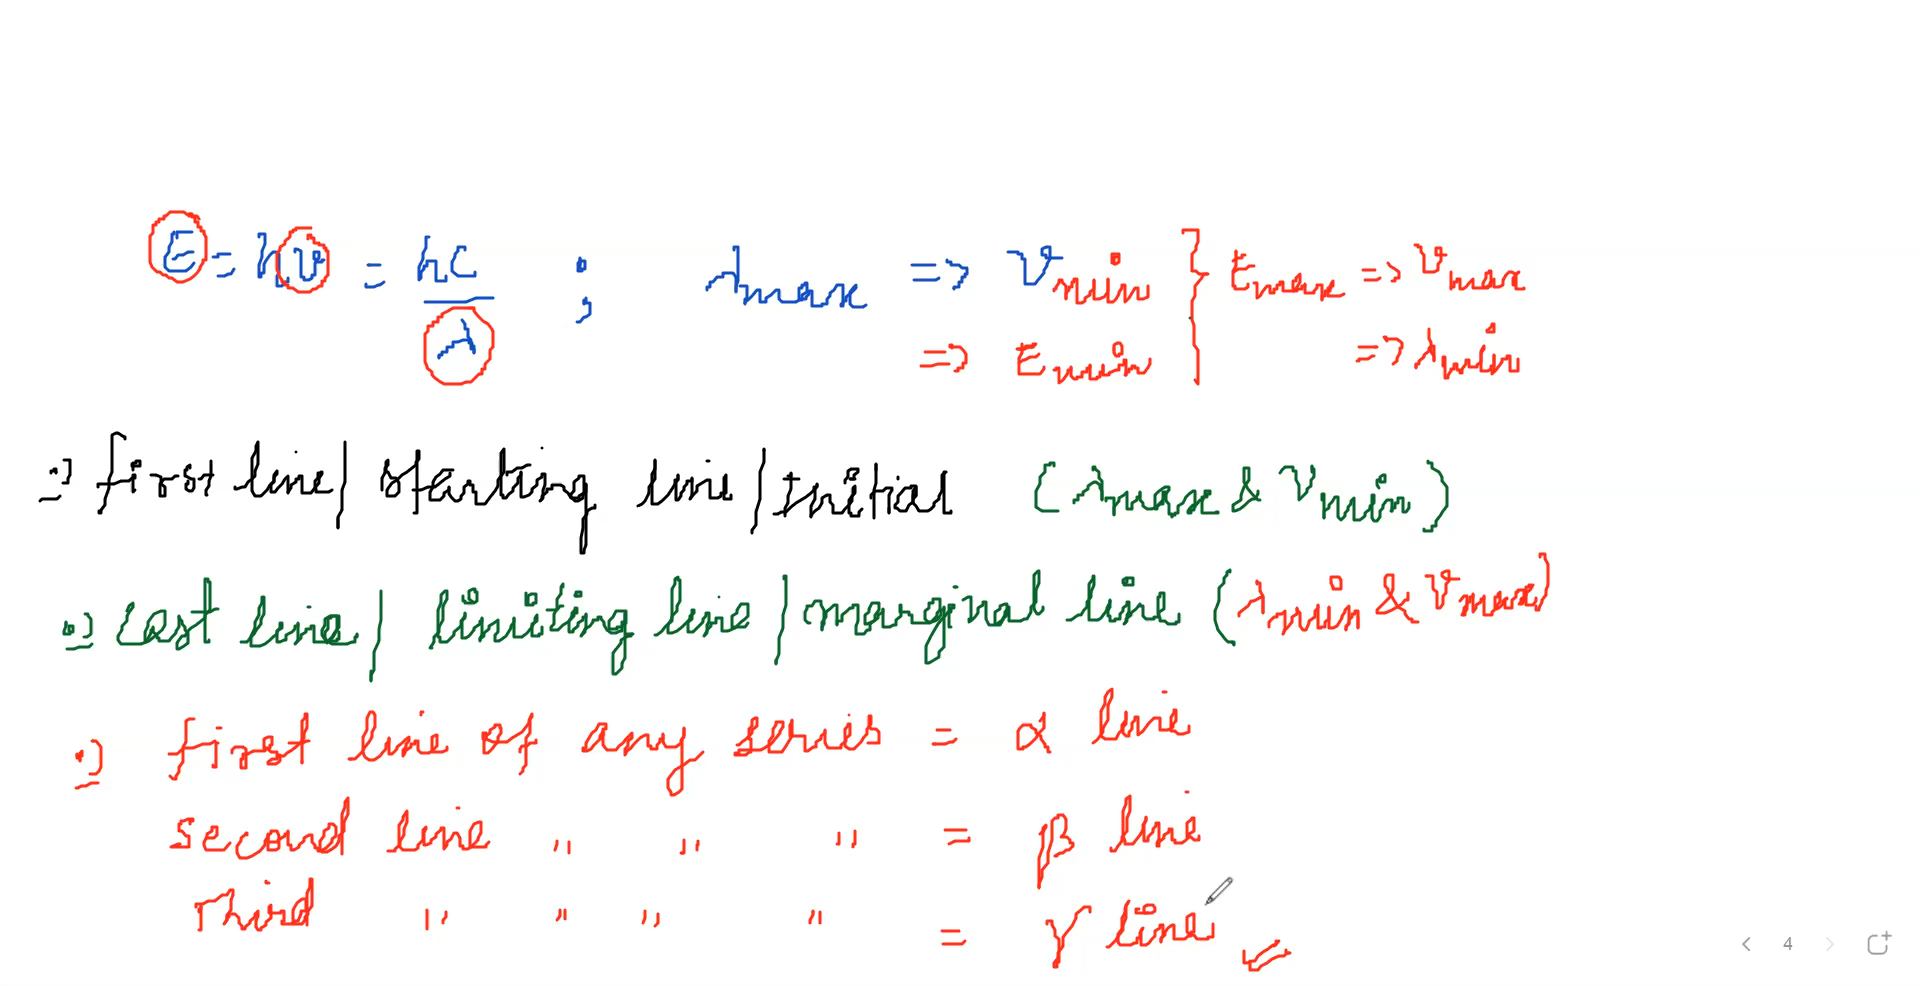 E = hν = hc/λ ; λmax => νmin } Emax => νmax
=> Emin => λmin
First line / starting line / Initial (λmax & νmin)
Last line / limiting line / marginal line (λmin & νmax)
First line of any series = α line
Second line " " " = β line
Third " " " " = γ line
4